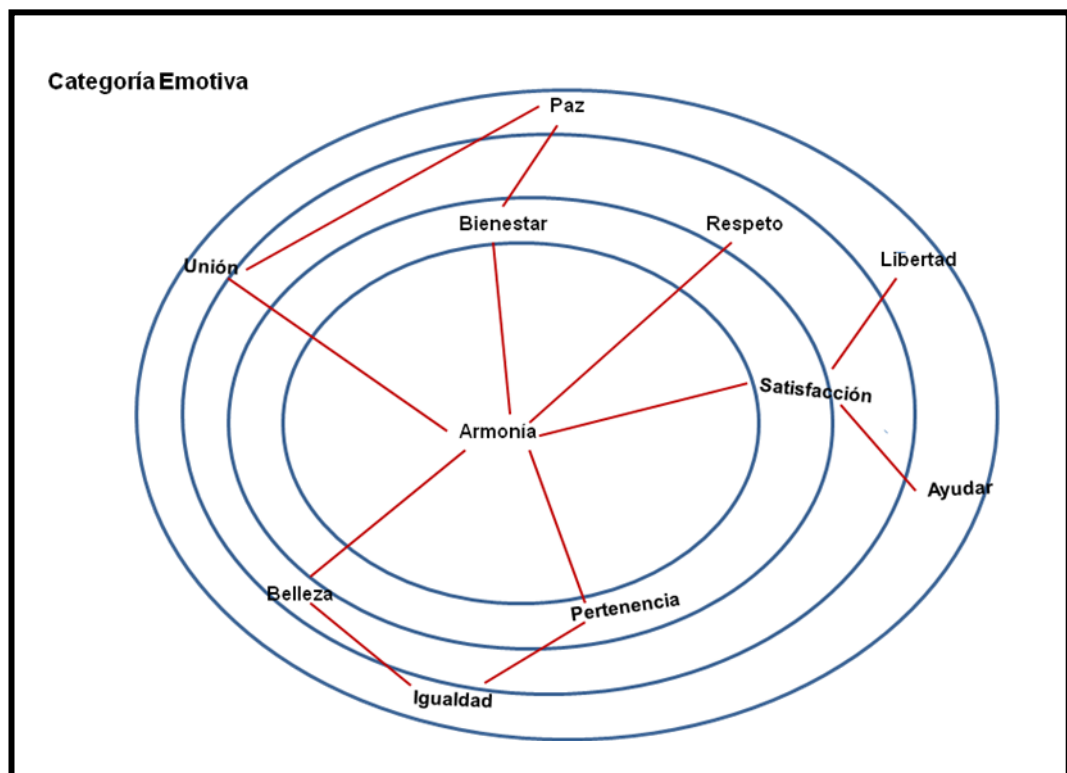 Categoría Emotiva
Paz
Bienestar
Respeto
Unión
Libertad
Satisfacción
Armonía
Ayudar
Belleza
Pertenencia
Igualdad